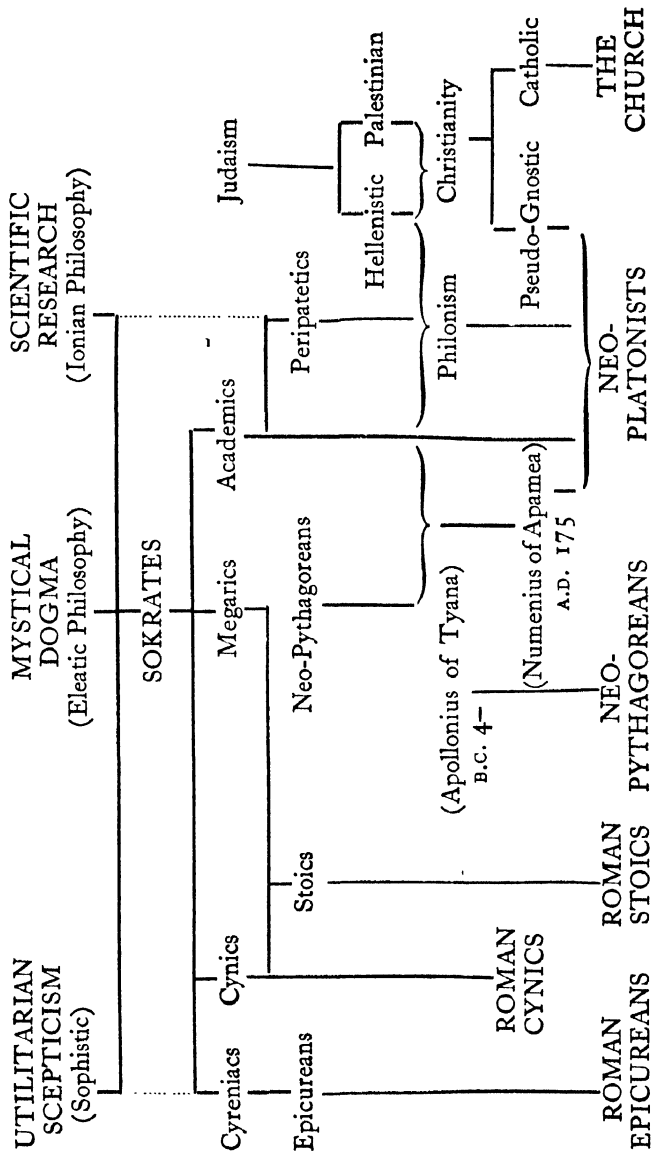 UTILITARIAN
SCEPTICISM
(Sophistic)
MYSTICAL
DOGMA
(Eleatic Philosophy)
SCIENTIFIC
RESEARCH
(Ionian Philosophy)
SOKRATES
Cyreniacs
Cynics
Megarics
Academics
Judaism
Epicureans
Stoics
Neo-Pythagoreans
Peripatetics
Hellenistic
Palestinian
(Apollonius of Tyana)
B.C. 4–
Philonism
Christianity
ROMAN
CYNICS
(Numenius of Apamea)
A.D. 175
Pseudo-Gnostic
Catholic
ROMAN
EPICUREANS
ROMAN
STOICS
NEO-
PYTHAGOREANS
NEO-
PLATONISTS
THE
CHURCH